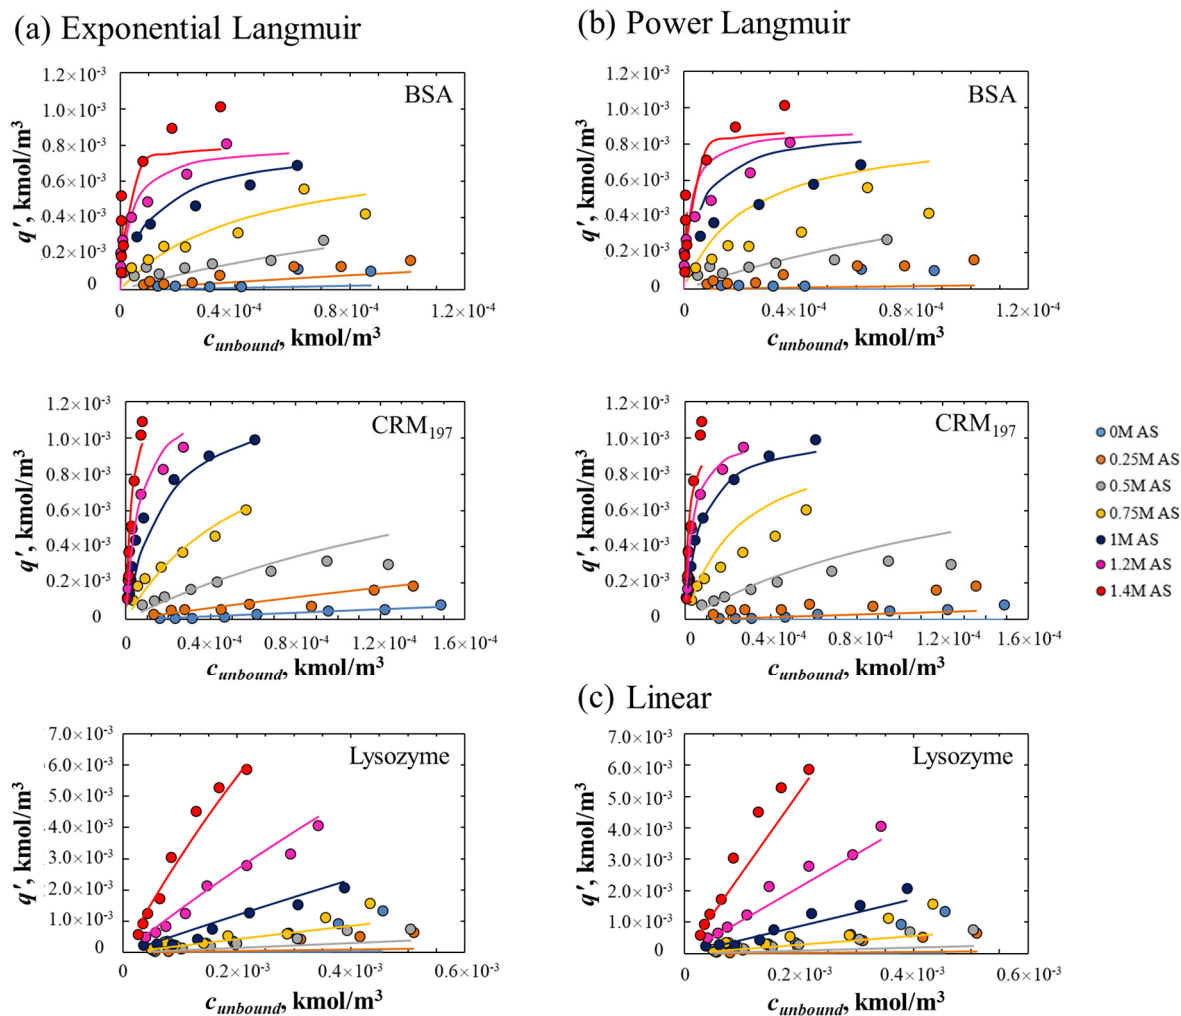 (a) Exponential Langmuir
(b) Power Langmuir
BSA
1.2×10⁻³
1.0×10⁻³
0.8×10⁻³
0.6×10⁻³
0.4×10⁻³
0.2×10⁻³
0
q′, kmol/m³
0 0.4×10⁻⁴ 0.8×10⁻⁴ 1.2×10⁻⁴
c_unbound, kmol/m³
BSA
1.2×10⁻³
1.0×10⁻³
0.8×10⁻³
0.6×10⁻³
0.4×10⁻³
0.2×10⁻³
0
q′, kmol/m³
0 0.4×10⁻⁴ 0.8×10⁻⁴ 1.2×10⁻⁴
c_unbound, kmol/m³
CRM₁₉₇
1.2×10⁻³
1.0×10⁻³
0.8×10⁻³
0.6×10⁻³
0.4×10⁻³
0.2×10⁻³
0
q′, kmol/m³
0 0.4×10⁻⁴ 0.8×10⁻⁴ 1.2×10⁻⁴ 1.6×10⁻⁴
c_unbound, kmol/m³
CRM₁₉₇
1.2×10⁻³
1.0×10⁻³
0.8×10⁻³
0.6×10⁻³
0.4×10⁻³
0.2×10⁻³
0
q′, kmol/m³
0 0.4×10⁻⁴ 0.8×10⁻⁴ 1.2×10⁻⁴ 1.6×10⁻⁴
c_unbound, kmol/m³
0M AS
0.25M AS
0.5M AS
0.75M AS
1M AS
1.2M AS
1.4M AS
(c) Linear
Lysozyme
7.0×10⁻³
6.0×10⁻³
5.0×10⁻³
4.0×10⁻³
3.0×10⁻³
2.0×10⁻³
1.0×10⁻³
0
q′, kmol/m³
0 0.2×10⁻³ 0.4×10⁻³ 0.6×10⁻³
c_unbound, kmol/m³
Lysozyme
7.0×10⁻³
6.0×10⁻³
5.0×10⁻³
4.0×10⁻³
3.0×10⁻³
2.0×10⁻³
1.0×10⁻³
0
q′, kmol/m³
0 0.2×10⁻³ 0.4×10⁻³ 0.6×10⁻³
c_unbound, kmol/m³